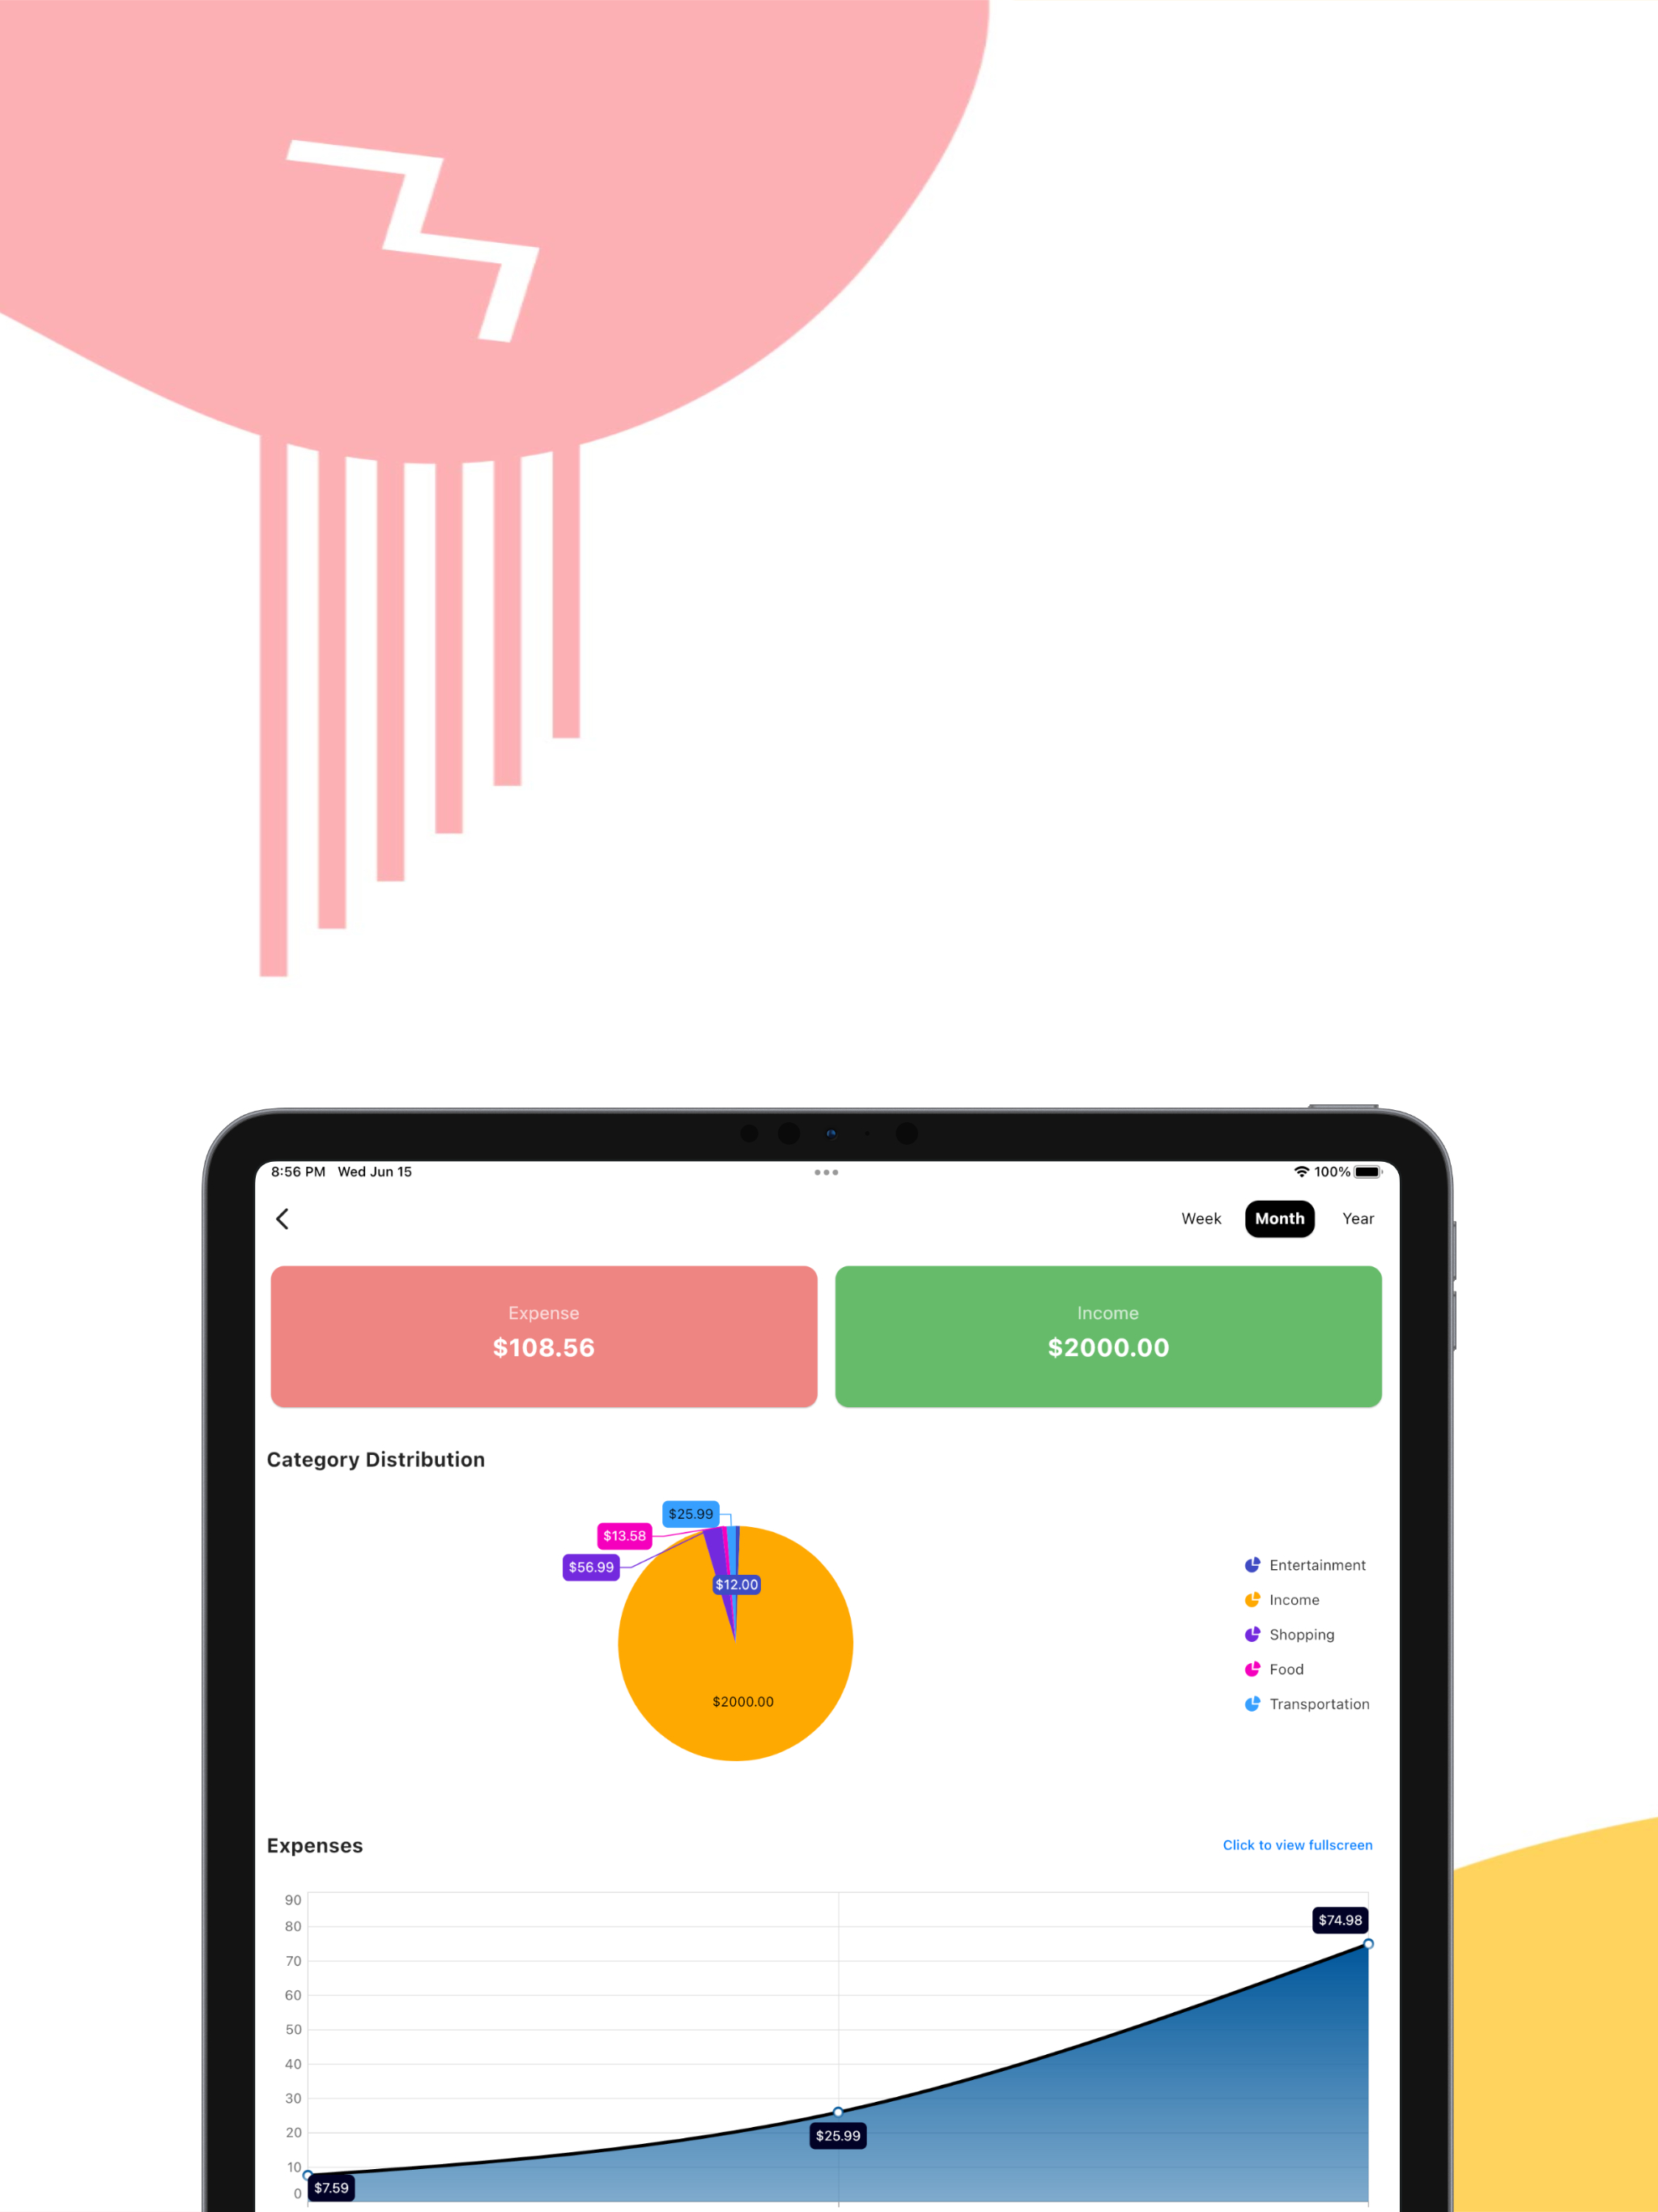 8:56 PM Wed Jun 15
100%
Week Month Year
Expense
$108.56
Income
$2000.00
Category Distribution
$25.99
$13.58
$56.99
$12.00
$2000.00
Entertainment
Income
Shopping
Food
Transportation
Expenses
Click to view fullscreen
90
80
70
60
50
40
30
20
10
0
$74.98
$25.99
$7.59